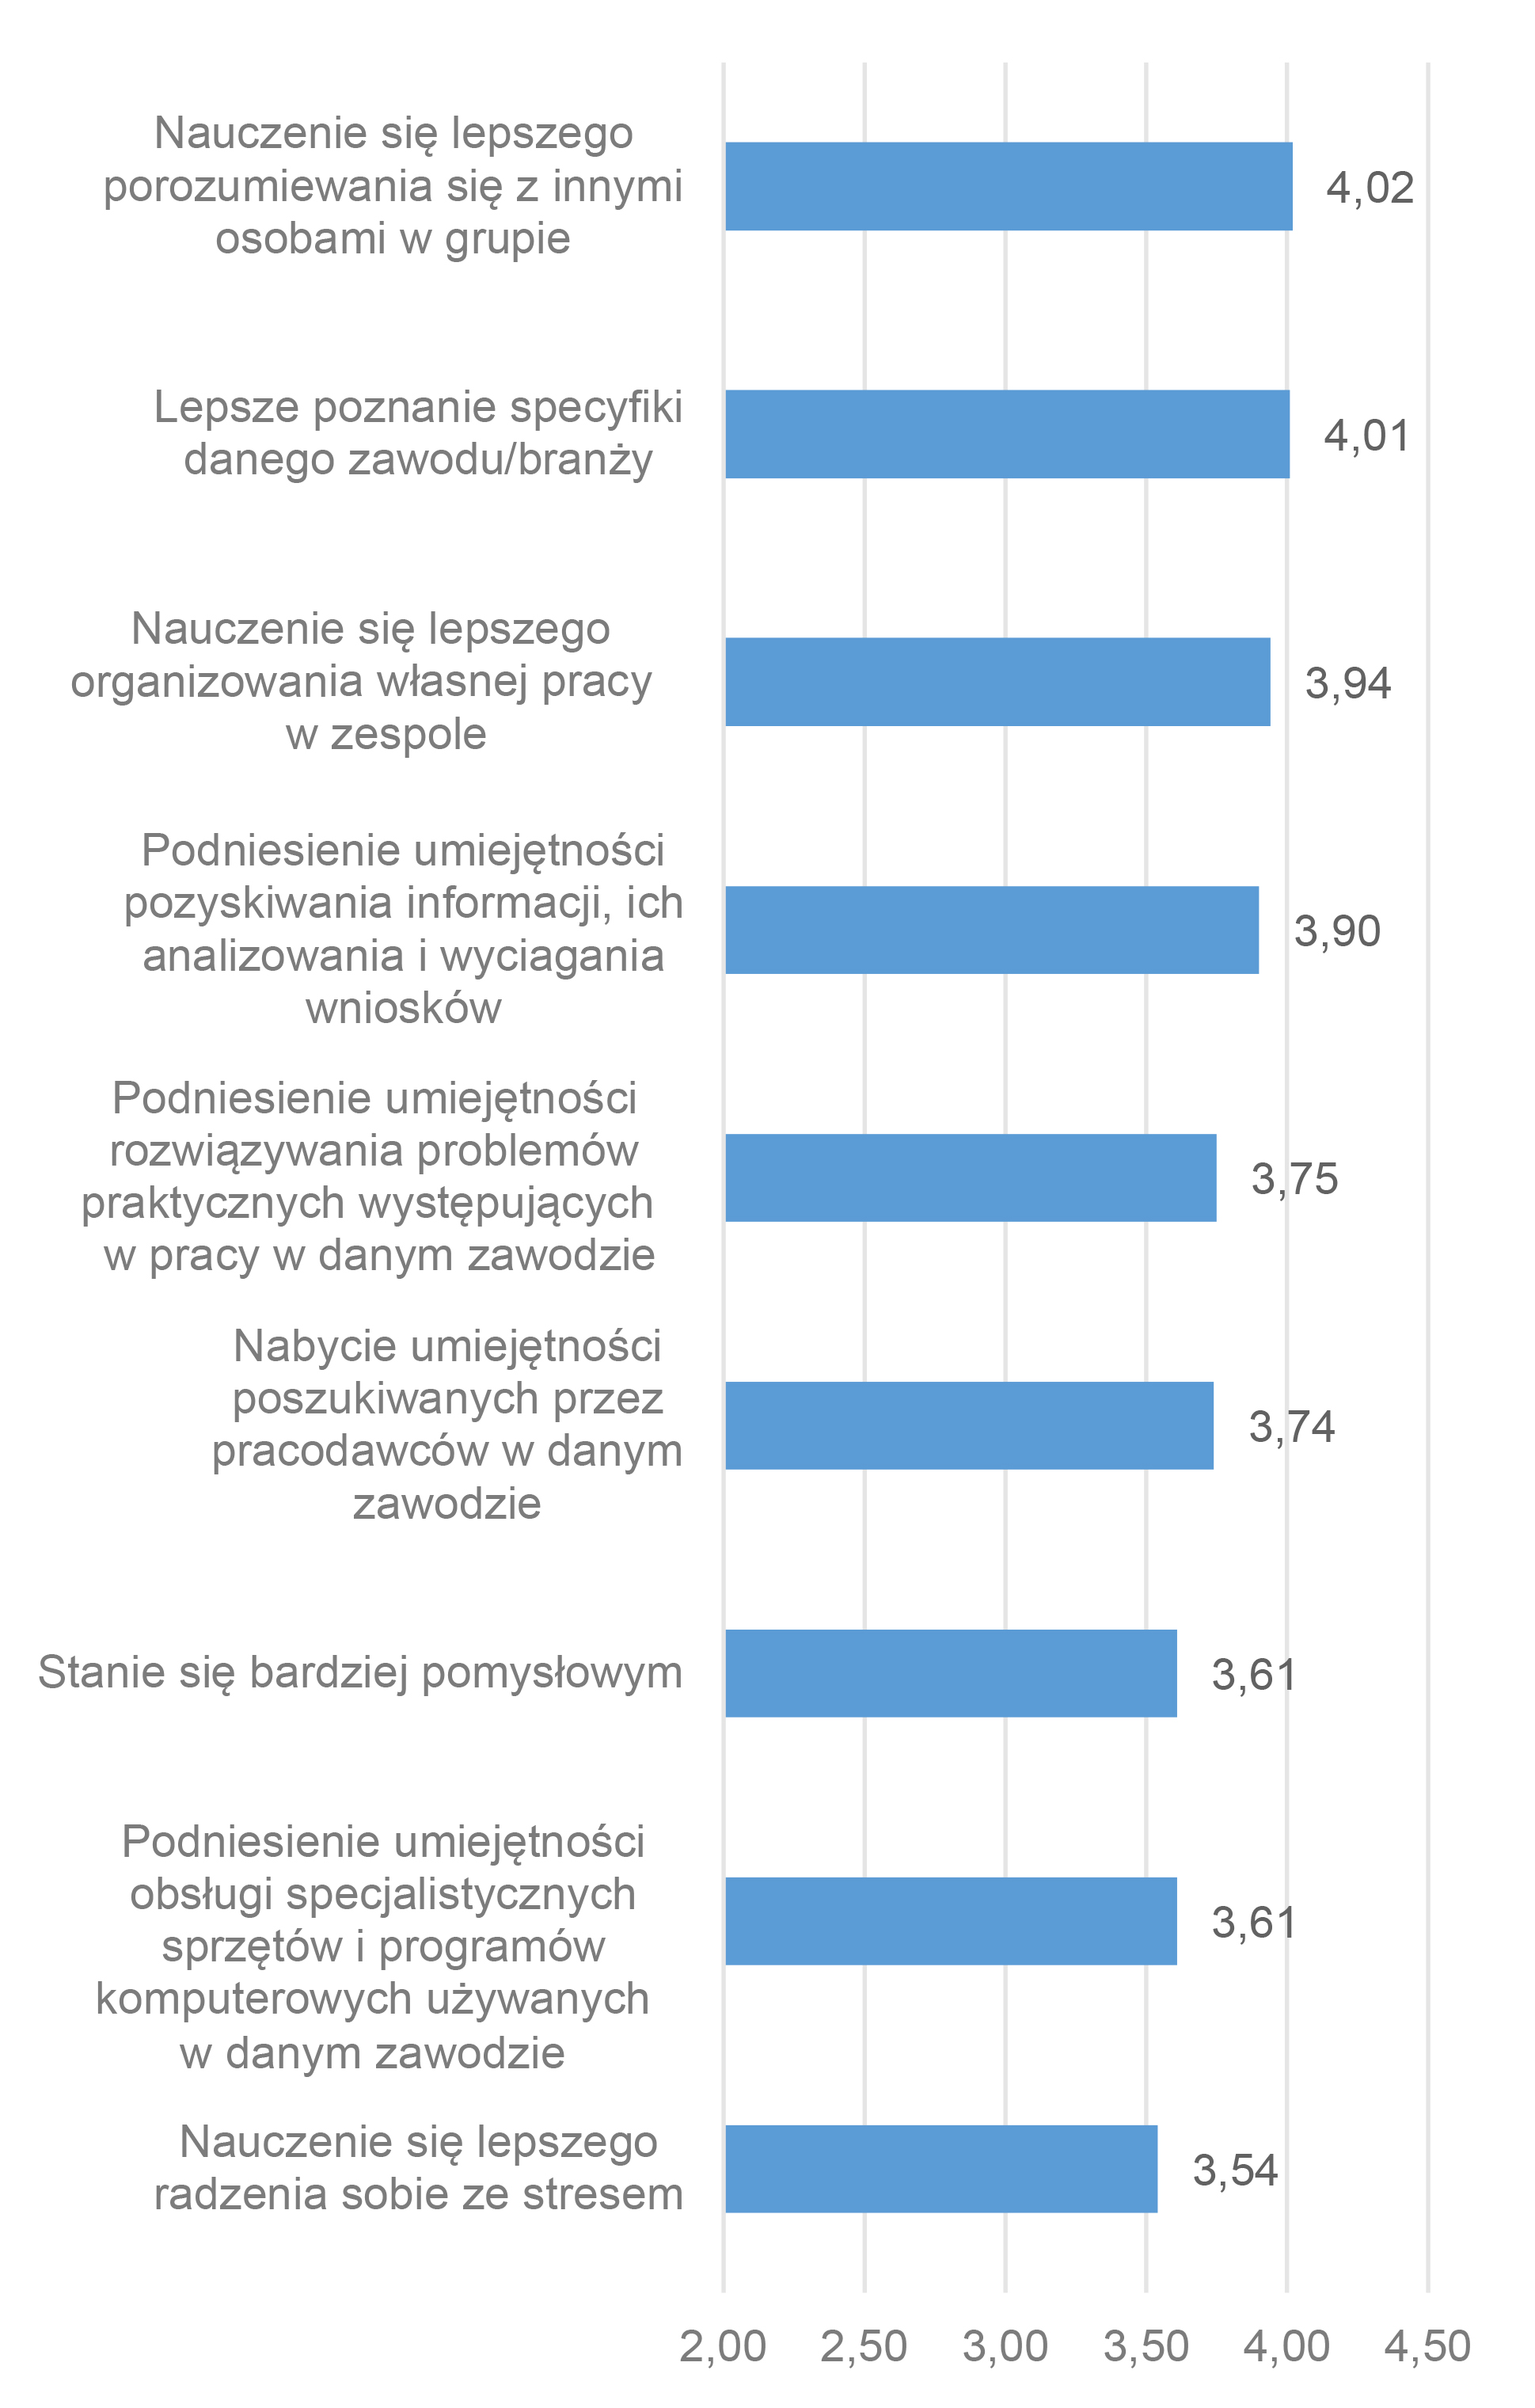 Nauczenie się lepszego
porozumiewania się z innymi
osobami w grupie
4,02
Lepsze poznanie specyfiki
danego zawodu/branży
4,01
Nauczenie się lepszego
organizowania własnej pracy
w zespole
3,94
Podniesienie umiejętności
pozyskiwania informacji, ich
analizowania i wyciagania
wniosków
3,90
Podniesienie umiejętności
rozwiązywania problemów
praktycznych występujących
w pracy w danym zawodzie
3,75
Nabycie umiejętności
poszukiwanych przez
pracodawców w danym
zawodzie
3,74
Stanie się bardziej pomysłowym
3,61
Podniesienie umiejętności
obsługi specjalistycznych
sprzętów i programów
komputerowych używanych
w danym zawodzie
3,61
Nauczenie się lepszego
radzenia sobie ze stresem
3,54
2,00 2,50 3,00 3,50 4,00 4,50